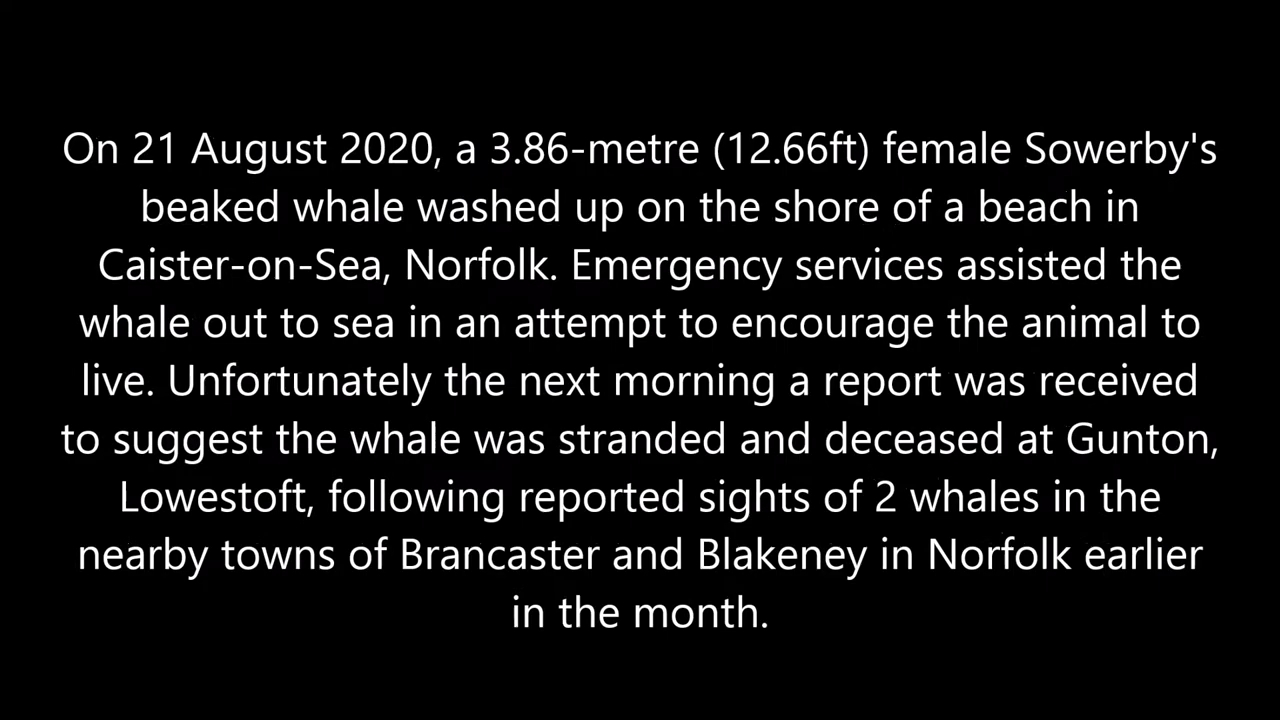 On 21 August 2020, a 3.86-metre (12.66ft) female Sowerby's
beaked whale washed up on the shore of a beach in
Caister-on-Sea, Norfolk. Emergency services assisted the
whale out to sea in an attempt to encourage the animal to
live. Unfortunately the next morning a report was received
to suggest the whale was stranded and deceased at Gunton,
Lowestoft, following reported sights of 2 whales in the
nearby towns of Brancaster and Blakeney in Norfolk earlier
in the month.